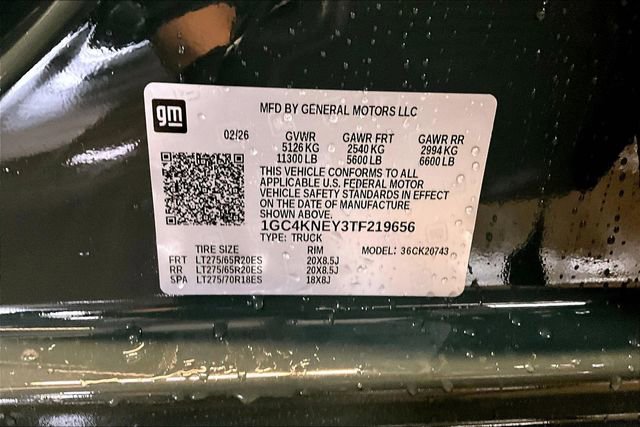 gm
MFD BY GENERAL MOTORS LLC
02/26 GVWR GAWR FRT GAWR RR
5126 KG 2540 KG 2994 KG
11300 LB 5600 LB 6600 LB
THIS VEHICLE CONFORMS TO ALL
APPLICABLE U.S. FEDERAL MOTOR
VEHICLE SAFETY STANDARDS IN EFFECT
ON THE DATE OF MANUFACTURE
SHOWN ABOVE.
1GC4KNEY3TF219656
TYPE: TRUCK
TIRE SIZE RIM MODEL: 36CK20743
FRT LT275/65R20ES 20X8.5J
RR LT275/65R20ES 20X8.5J
SPA LT275/70R18ES 18X8J